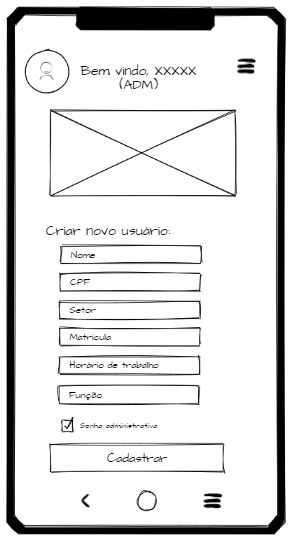 Bem vindo, XXXXX
(ADM)
Criar novo usuário:
Nome
CPF
Setor
Matricula
Horário de trabalho
Função
Senha administrativa
Cadastrar